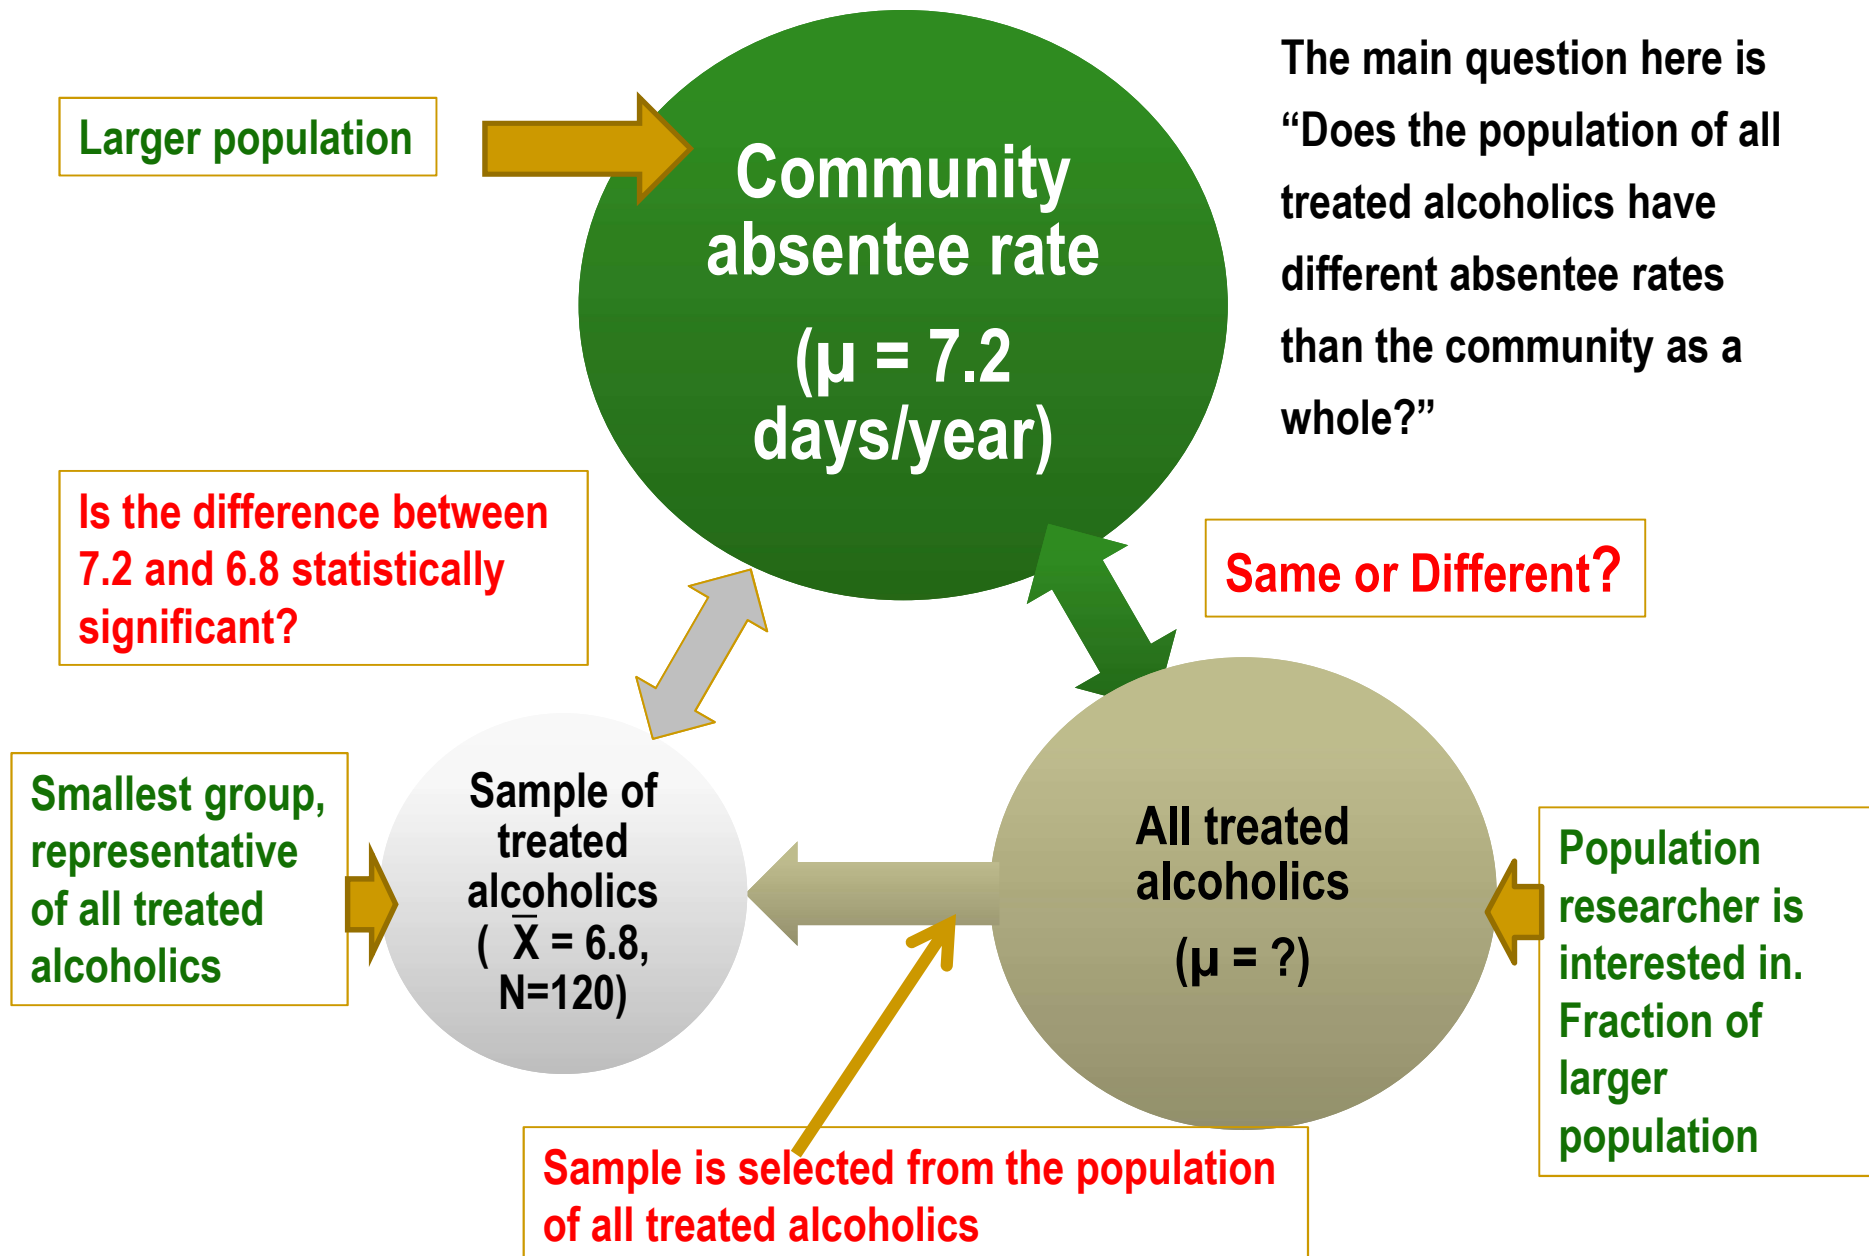 Larger population
Community
absentee rate
(μ = 7.2
days/year)
The main question here is
“Does the population of all
treated alcoholics have
different absentee rates
than the community as a
whole?”
Is the difference between
7.2 and 6.8 statistically
significant?
Same or Different?
Smallest group,
representative
of all treated
alcoholics
Sample of
treated
alcoholics
( X̅ = 6.8,
N=120)
All treated
alcoholics
(μ = ?)
Population
researcher is
interested in.
Fraction of
larger
population
Sample is selected from the population
of all treated alcoholics